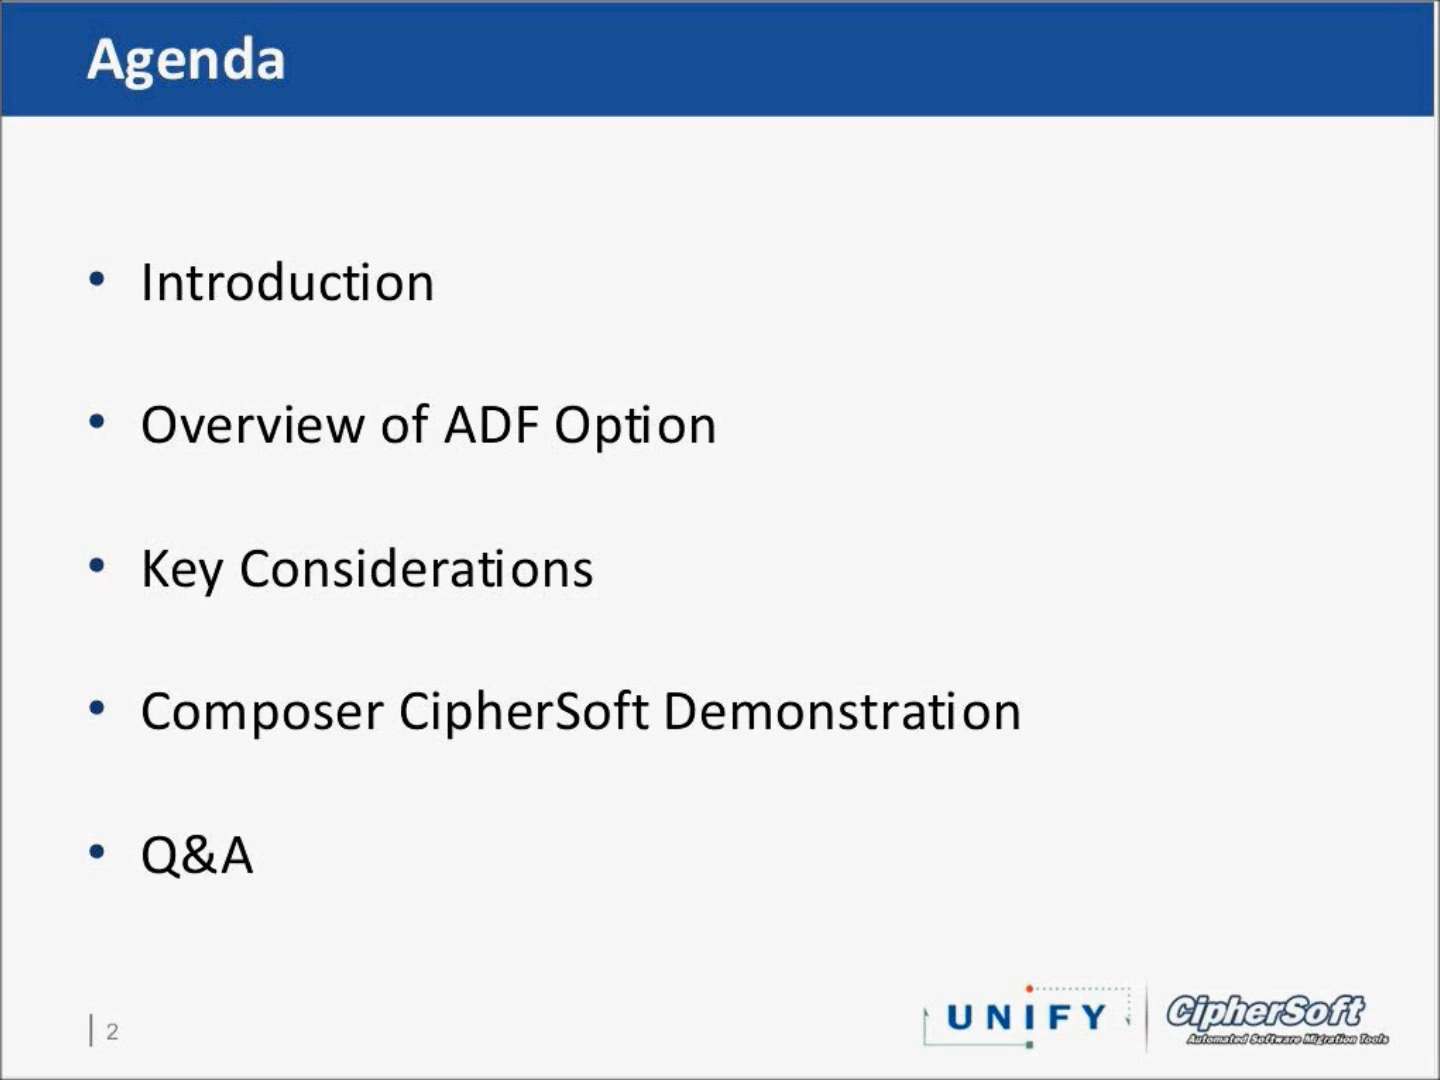 Agenda
• Introduction
• Overview of ADF Option
• Key Considerations
• Composer CipherSoft Demonstration
• Q&A
2
UNIFY
CipherSoft
Automated Software Migration Tools